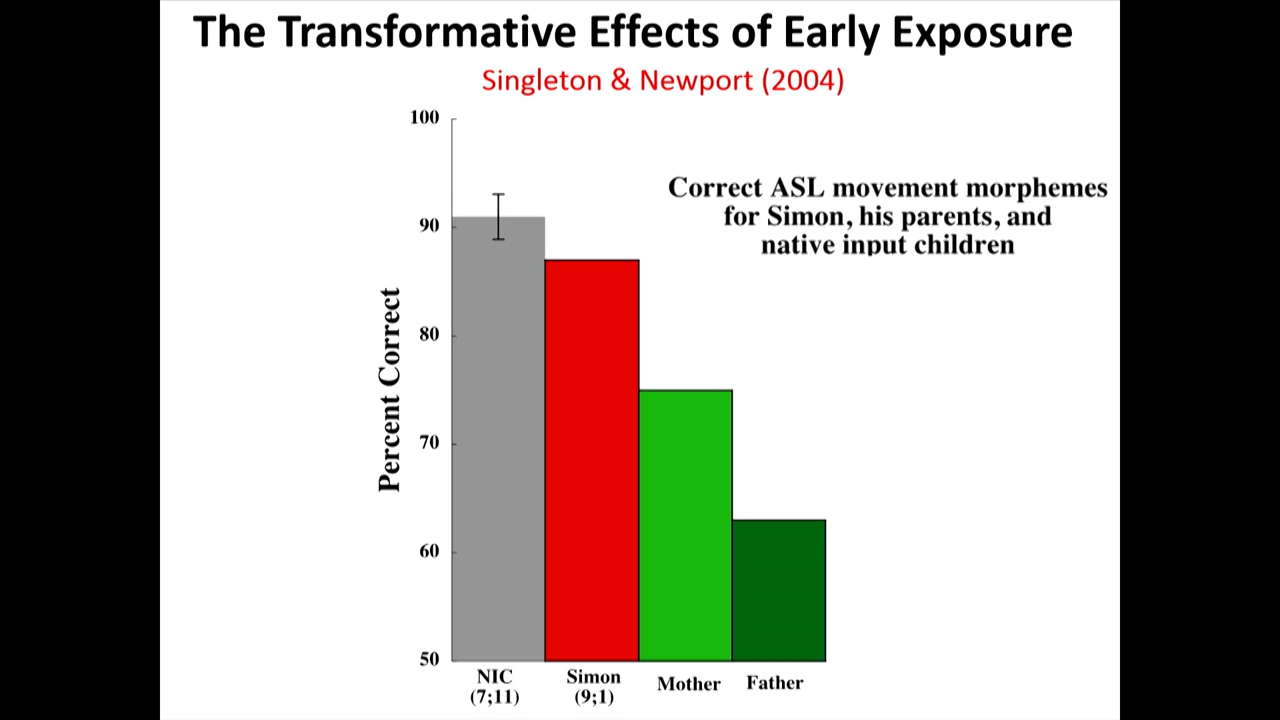 The Transformative Effects of Early Exposure
Singleton & Newport (2004)
Correct ASL movement morphemes
for Simon, his parents, and
native input children
Percent Correct
100
90
80
70
60
50
NIC
(7;11)
Simon
(9;1)
Mother
Father